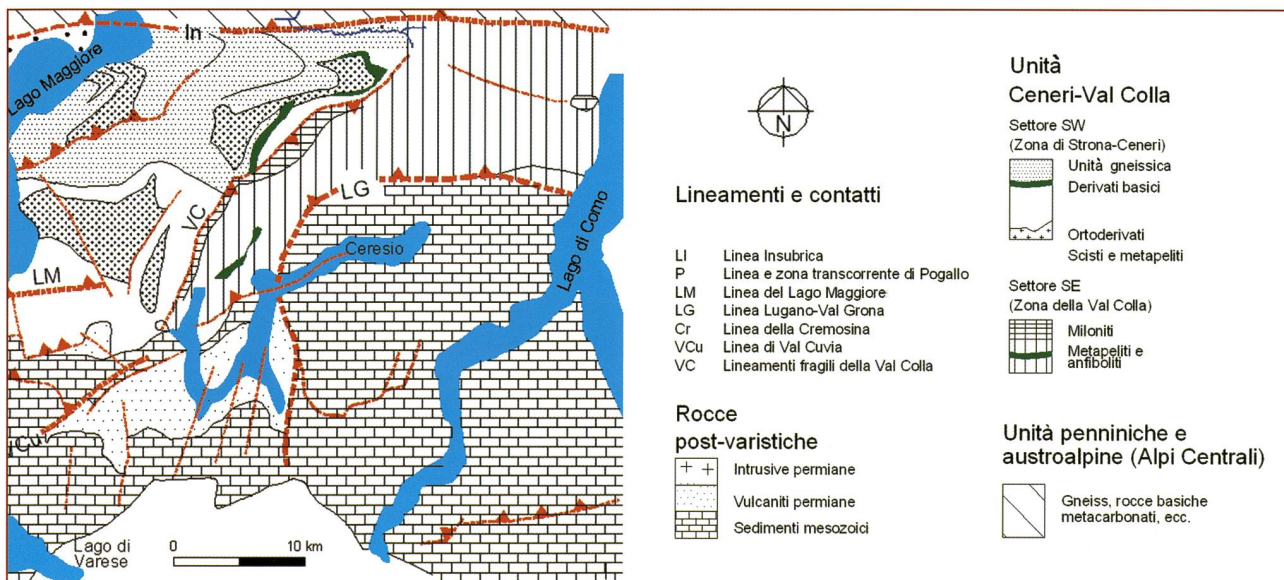 In
Lago Maggiore
LG
VC
Ceresio
Lago di Como
LM
VCu
Lago di
Varese
0 10 km
N
Lineamenti e contatti
LI Linea Insubrica
P Linea e zona transcorrente di Pogallo
LM Linea del Lago Maggiore
LG Linea Lugano-Val Grona
Cr Linea della Cremosina
VCu Linea di Val Cuvia
VC Lineamenti fragili della Val Colla
Rocce
post-varistiche
Intrusive permiane
Vulcaniti permiane
Sedimenti mesozoici
Unità
Ceneri-Val Colla
Settore SW
(Zona di Strona-Ceneri)
Unità gneissica
Derivati basici
Ortoderivati
Scisti e metapeliti
Settore SE
(Zona della Val Colla)
Miloniti
Metapeliti e
anfiboliti
Unità penniniche e
austroalpine (Alpi Centrali)
Gneiss, rocce basiche
metacarbonati, ecc.